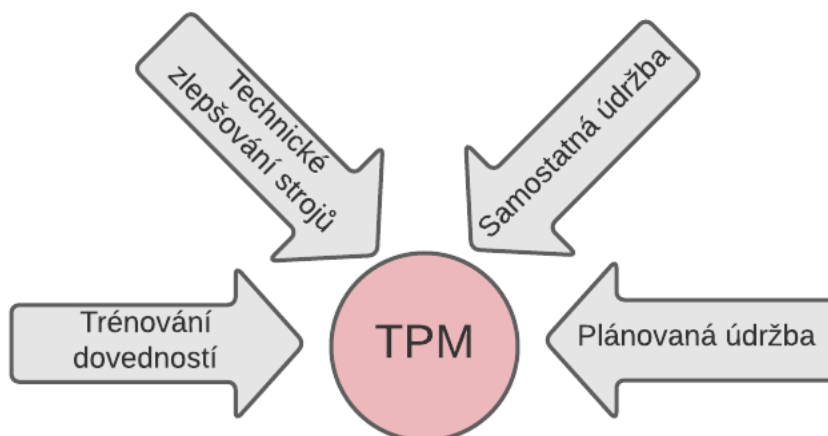 Technické
zlepšování strojů
Samostatná údržba
Trénování
dovedností
TPM
Plánovaná údržba